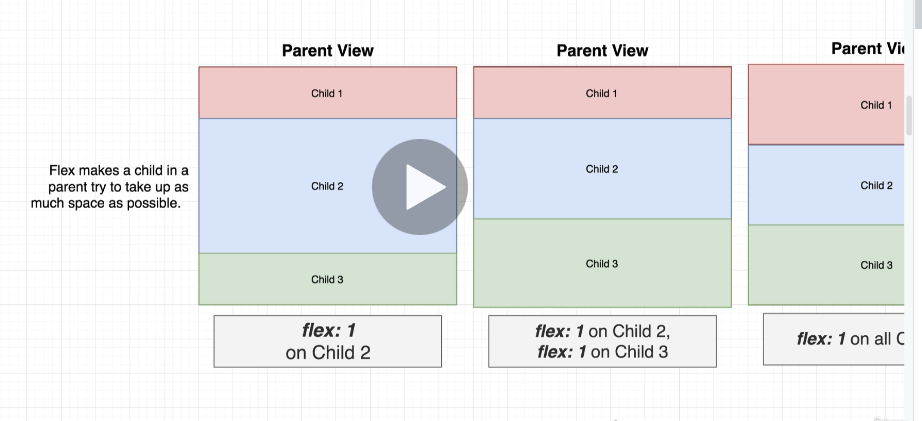 Parent View
Parent View
Parent
Child 1
Child 1
Child 1
Flex makes a child in a
parent try to take up as
much space as possible.
Child 2
Child 2
Child 2
Child 3
Child 3
Child 3
flex: 1
on Child 2
flex: 1 on Child 2,
flex: 1 on Child 3
flex: 1 on all